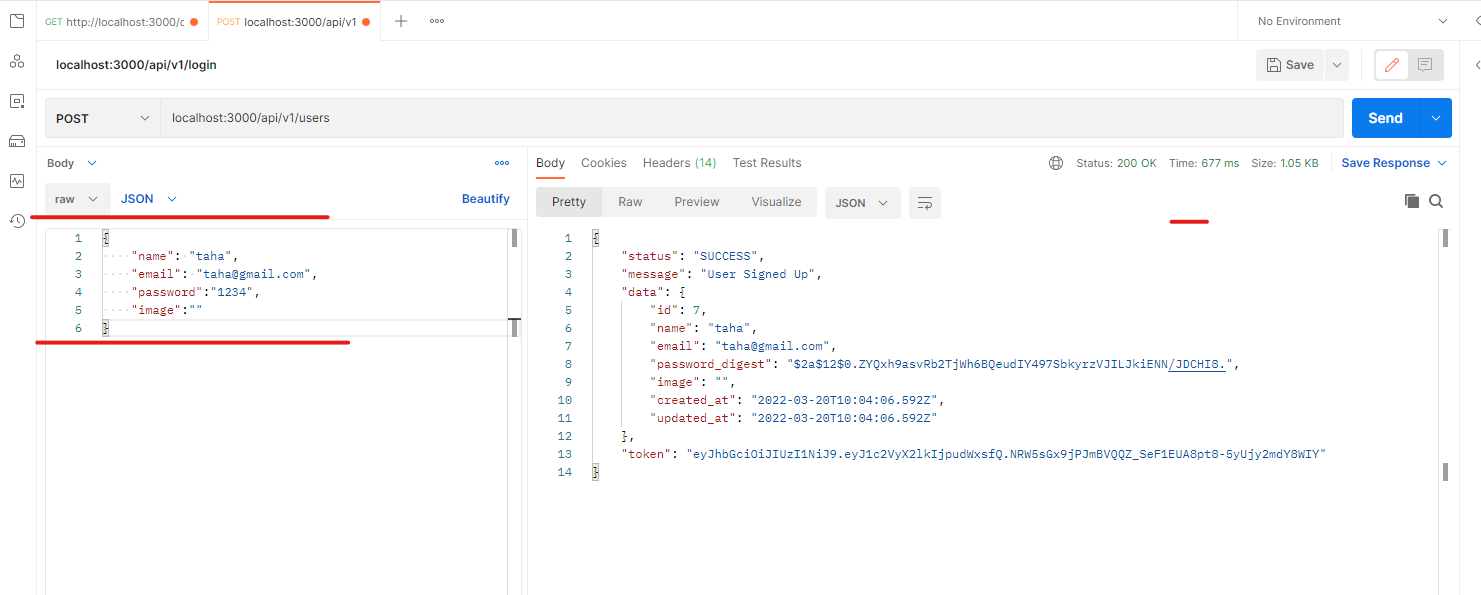 GET http://localhost:3000/c
POST localhost:3000/api/v1
No Environment
localhost:3000/api/v1/login
Save
POST localhost:3000/api/v1/users
Send
Body
raw JSON Beautify
1 {
2 "name": "taha",
3 "email": "taha@gmail.com",
4 "password":"1234",
5 "image":""
6 }
Body Cookies Headers (14) Test Results
Status: 200 OK Time: 677 ms Size: 1.05 KB Save Response
Pretty Raw Preview Visualize JSON
1 {
2 "status": "SUCCESS",
3 "message": "User Signed Up",
4 "data": {
5 "id": 7,
6 "name": "taha",
7 "email": "taha@gmail.com",
8 "password_digest": "$2a$12$0.ZYQxh9asvRb2TjWh6BQeudIY497SbkyrzVJILJkiENN/JDCHI8.",
9 "image": "",
10 "created_at": "2022-03-20T10:04:06.592Z",
11 "updated_at": "2022-03-20T10:04:06.592Z"
12 },
13 "token": "eyJhbGciOiJIUzI1NiJ9.eyJ1c2VyX2lkIjpudWxsfQ.NRW5sGx9jPJmBVQQZ_SeF1EUA8pt8-5yUjy2mdY8WIY"
14 }